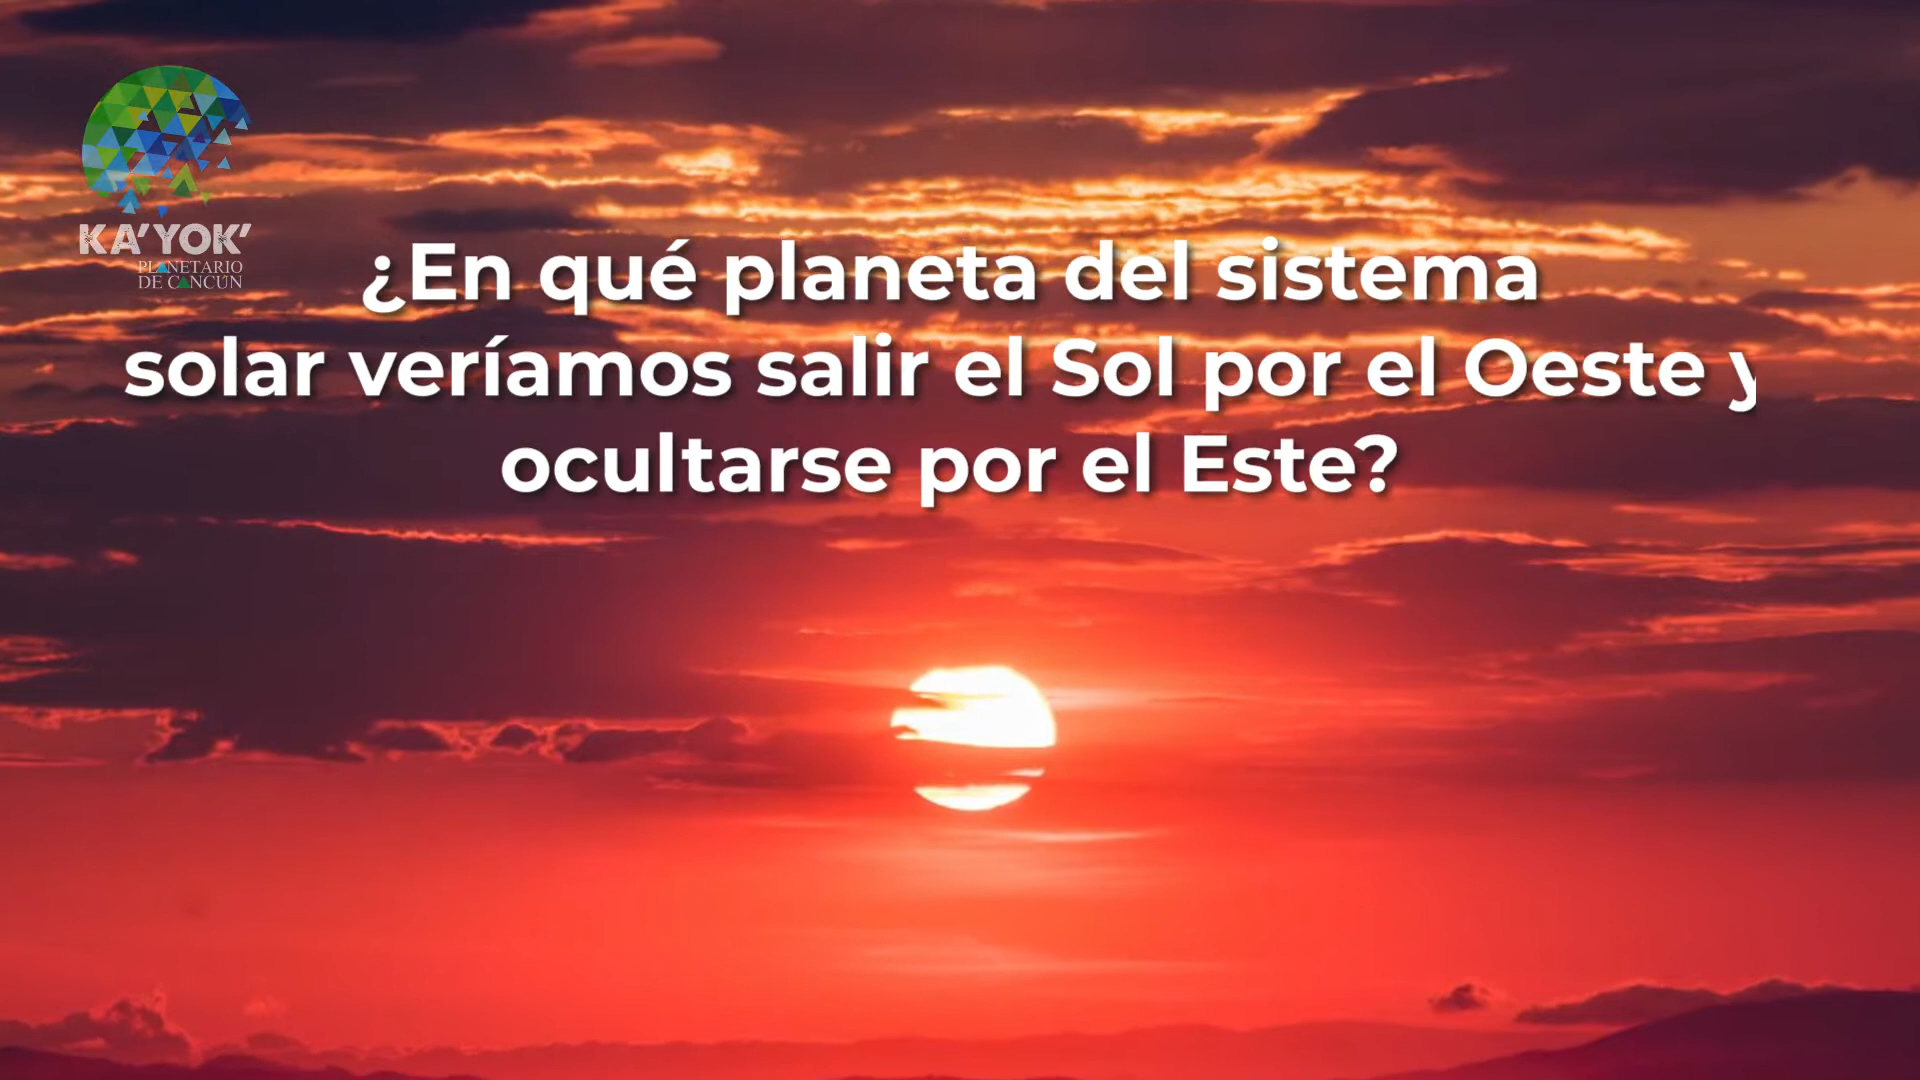 KA'YOK'
PLANETARIO
DE CANCÚN
¿En qué planeta del sistema
solar veríamos salir el Sol por el Oeste y
ocultarse por el Este?